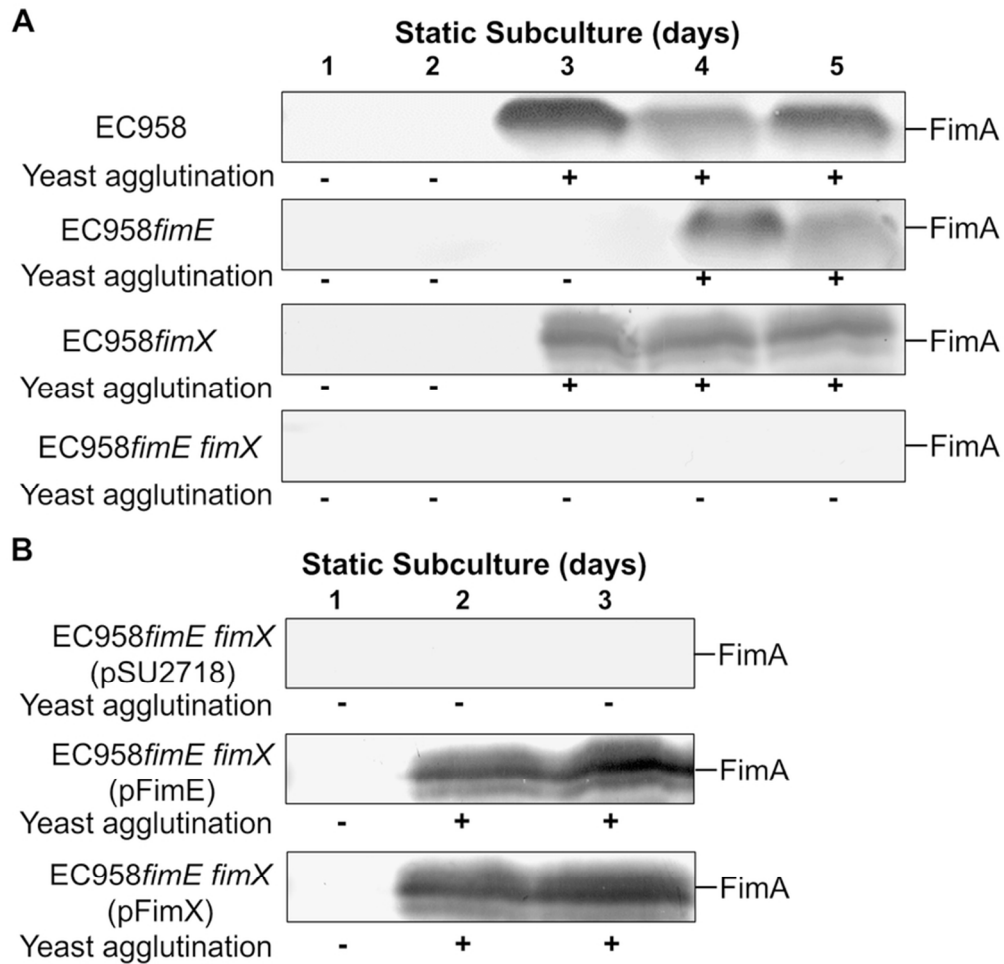 A
Static Subculture (days)
1 2 3 4 5
EC958 FimA
Yeast agglutination - - + + +
EC958fimE FimA
Yeast agglutination - - - + +
EC958fimX FimA
Yeast agglutination - - + + +
EC958fimE fimX FimA
Yeast agglutination - - - - -
B
Static Subculture (days)
1 2 3
EC958fimE fimX
(pSU2718) FimA
Yeast agglutination - - -
EC958fimE fimX
(pFimE) FimA
Yeast agglutination - + +
EC958fimE fimX
(pFimX) FimA
Yeast agglutination - + +